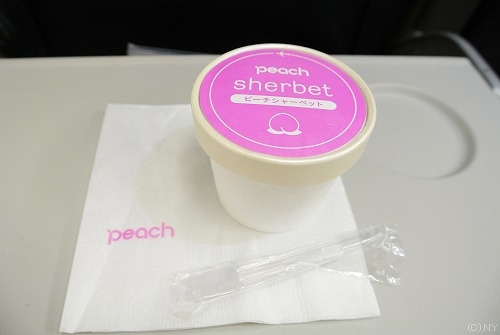 peach
sherbet
ピーチシャーベット
peach
(C) NY